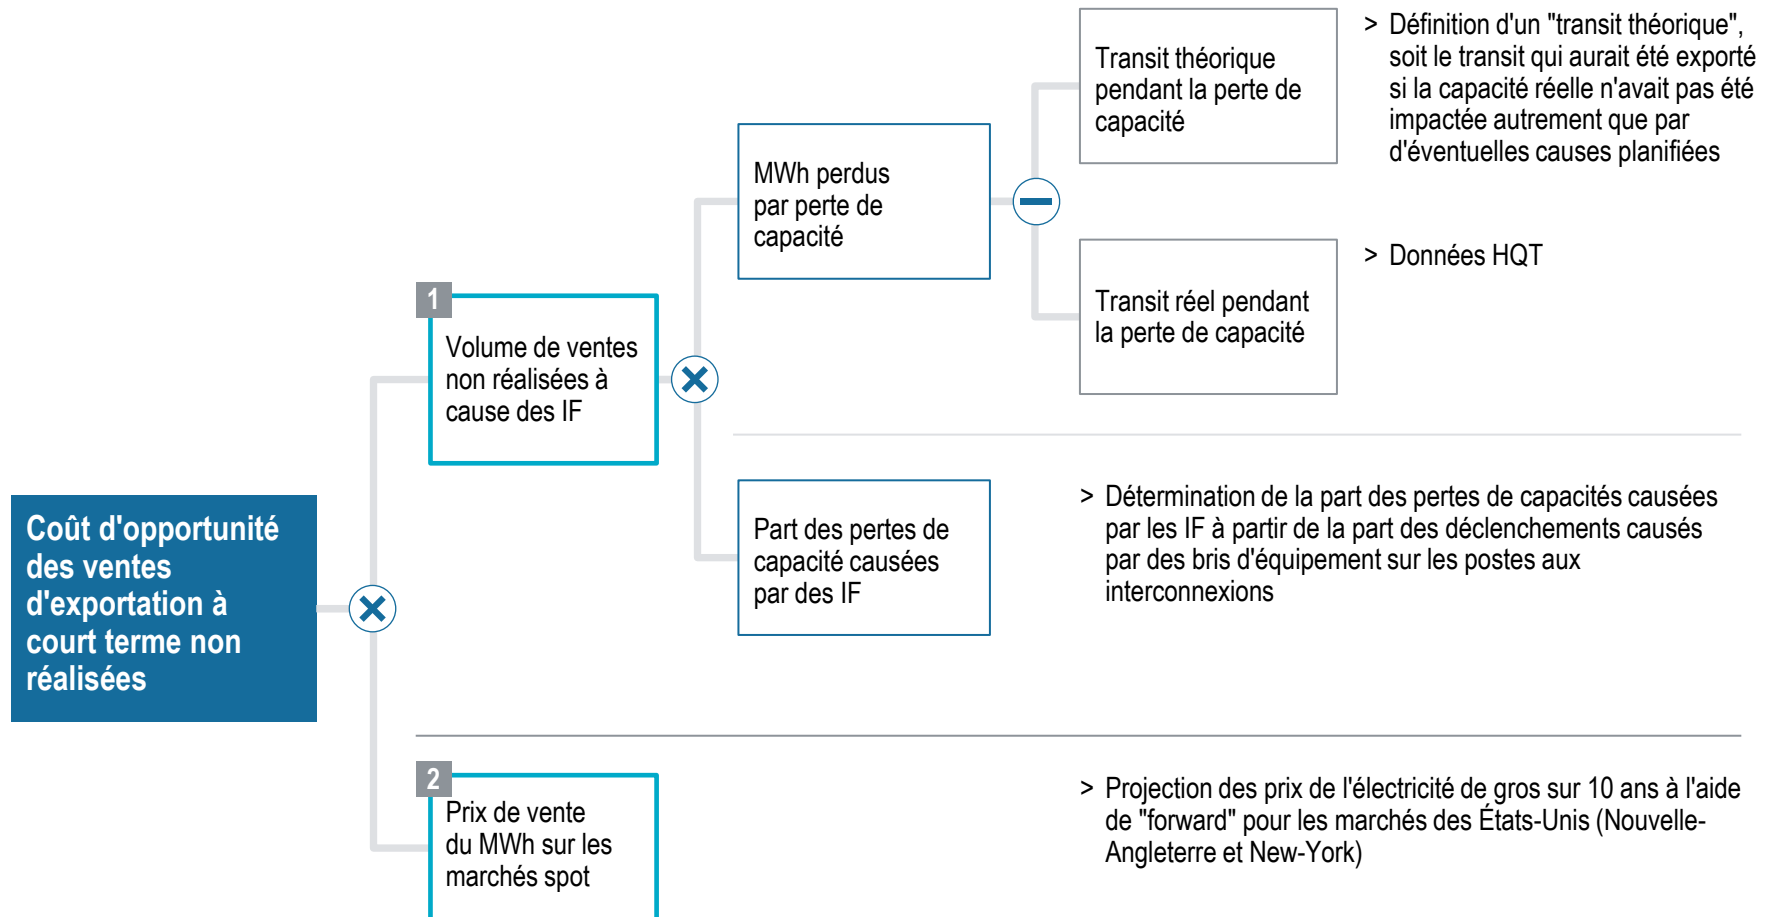 Coût d'opportunité
des ventes
d'exportation à
court terme non
réalisées
1
Volume de ventes
non réalisées à
cause des IF
MWh perdus
par perte de
capacité
Transit théorique
pendant la perte de
capacité
> Définition d'un "transit théorique",
soit le transit qui aurait été exporté
si la capacité réelle n'avait pas été
impactée autrement que par
d'éventuelles causes planifiées
Transit réel pendant
la perte de capacité
> Données HQT
Part des pertes de
capacité causées
par des IF
> Détermination de la part des pertes de capacités causées
par les IF à partir de la part des déclenchements causés
par des bris d'équipement sur les postes aux
interconnexions
2
Prix de vente
du MWh sur les
marchés spot
> Projection des prix de l'électricité de gros sur 10 ans à l'aide
de "forward" pour les marchés des États-Unis (Nouvelle-
Angleterre et New-York)